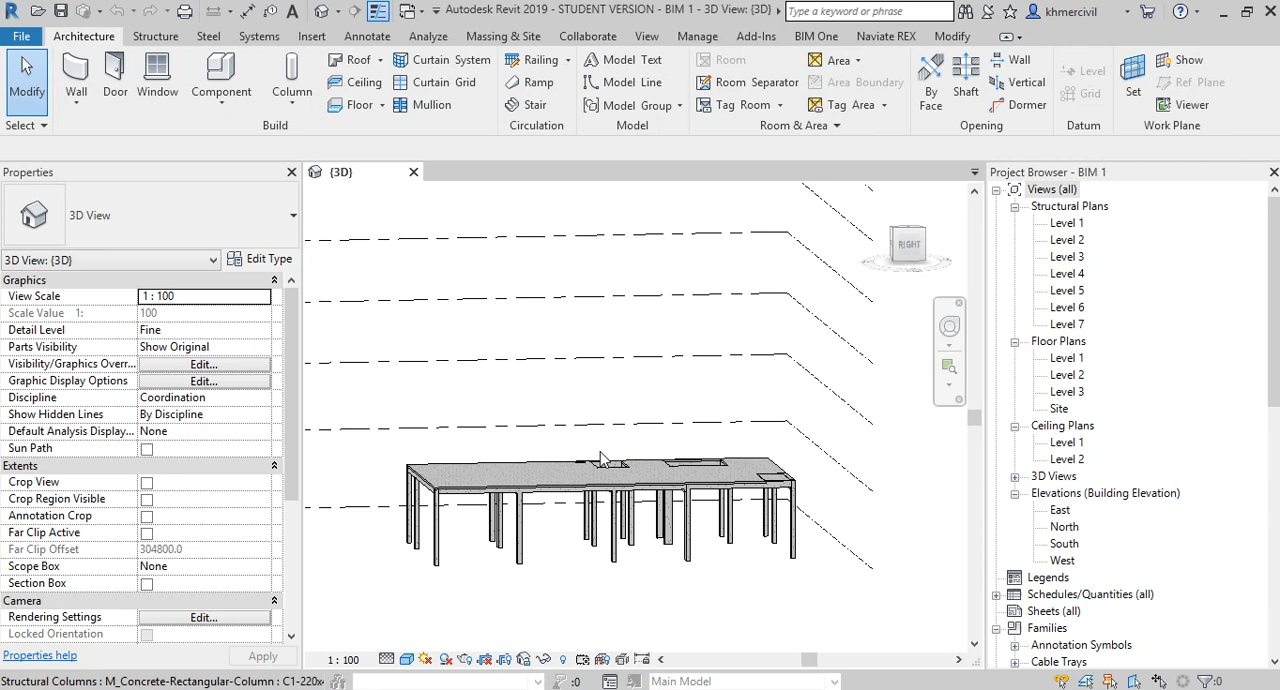 Autodesk Revit 2019 - STUDENT VERSION - BIM 1 - 3D View: {3D}
Type a keyword or phrase
khmercivil
File Architecture Structure Steel Systems Insert Annotate Analyze Massing & Site Collaborate View Manage Add-Ins BIM One Naviate REX Modify
Modify
Wall
Door
Window
Component
Column
Roof
Ceiling
Floor
Curtain System
Curtain Grid
Mullion
Railing
Ramp
Stair
Model Text
Model Line
Model Group
Room
Room Separator
Tag Room
Area
Area Boundary
Tag Area
By
Face
Shaft
Wall
Vertical
Dormer
Level
Grid
Set
Show
Ref Plane
Viewer
Select
Build
Circulation
Model
Room & Area
Opening
Datum
Work Plane
Properties
3D View
3D View: {3D}
Edit Type
Graphics
View Scale 1 : 100
Scale Value 1: 100
Detail Level Fine
Parts Visibility Show Original
Visibility/Graphics Overr... Edit...
Graphic Display Options Edit...
Discipline Coordination
Show Hidden Lines By Discipline
Default Analysis Display... None
Sun Path
Extents
Crop View
Crop Region Visible
Annotation Crop
Far Clip Active
Far Clip Offset 304800.0
Scope Box None
Section Box
Camera
Rendering Settings Edit...
Locked Orientation
Properties help
Apply
{3D}
RIGHT
1 : 100
Project Browser - BIM 1
Views (all)
Structural Plans
Level 1
Level 2
Level 3
Level 4
Level 5
Level 6
Level 7
Floor Plans
Level 1
Level 2
Level 3
Site
Ceiling Plans
Level 1
Level 2
3D Views
Elevations (Building Elevation)
East
North
South
West
Legends
Schedules/Quantities (all)
Sheets (all)
Families
Annotation Symbols
Cable Trays
Structural Columns : M_Concrete-Rectangular-Column : C1-220x
:0
Main Model
:0